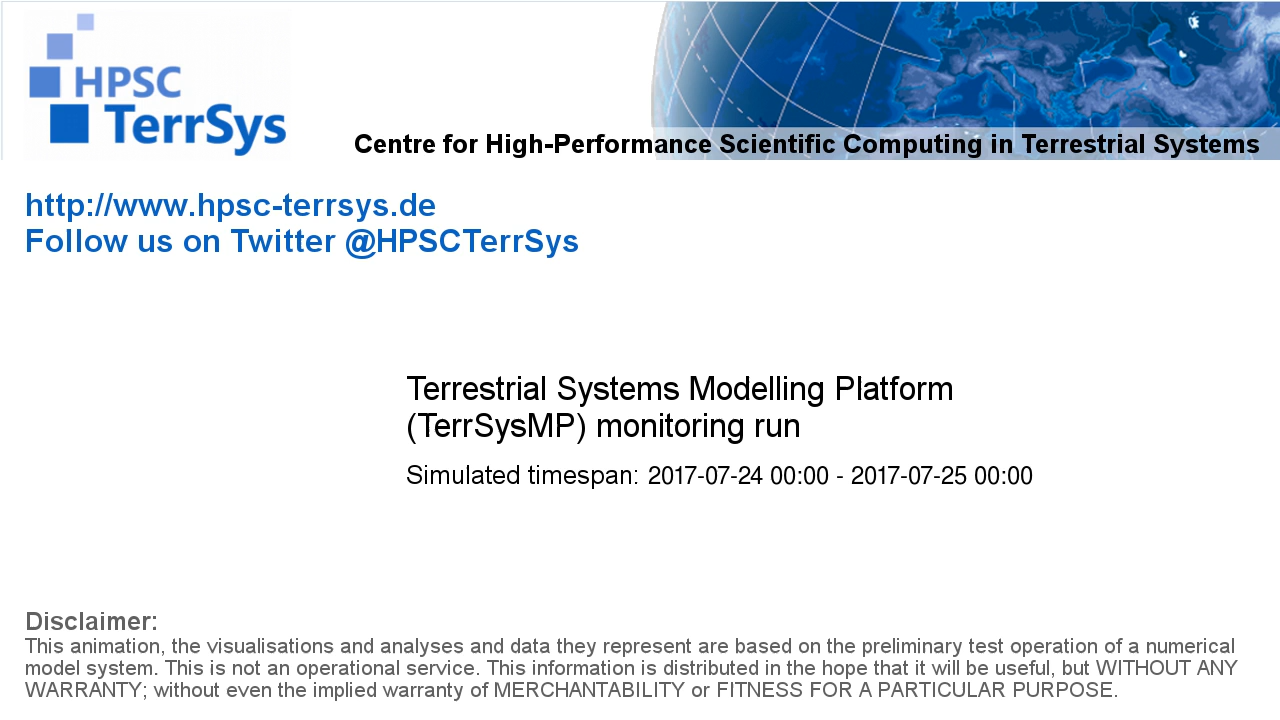 HPSC
TerrSys
Centre for High-Performance Scientific Computing in Terrestrial Systems
http://www.hpsc-terrsys.de
Follow us on Twitter @HPSCTerrSys
Terrestrial Systems Modelling Platform
(TerrSysMP) monitoring run
Simulated timespan: 2017-07-24 00:00 - 2017-07-25 00:00
Disclaimer:
This animation, the visualisations and analyses and data they represent are based on the preliminary test operation of a numerical
model system. This is not an operational service. This information is distributed in the hope that it will be useful, but WITHOUT ANY
WARRANTY; without even the implied warranty of MERCHANTABILITY or FITNESS FOR A PARTICULAR PURPOSE.